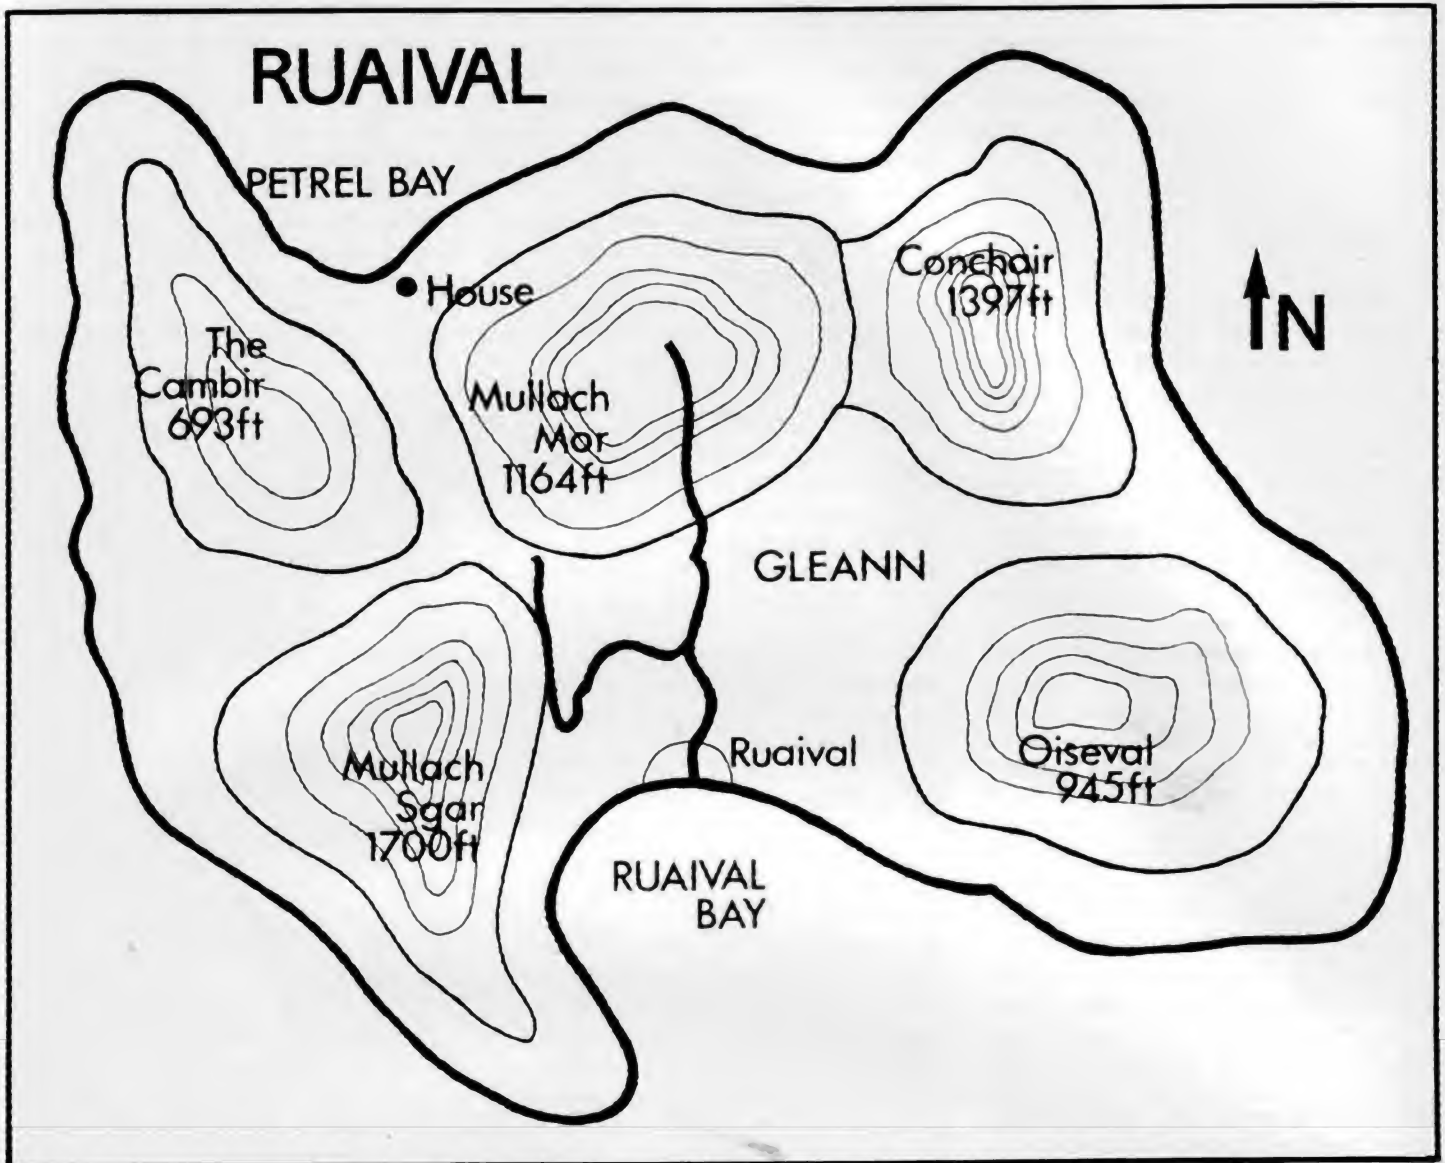 RUAIVAL
PETREL BAY
House
Conchair
1397ft
N
The
Cambir
693ft
Mullach
Mor
1164ft
GLEANN
Ruaival
Oiseval
945ft
Mullach
Sgar
1700ft
RUAIVAL
BAY